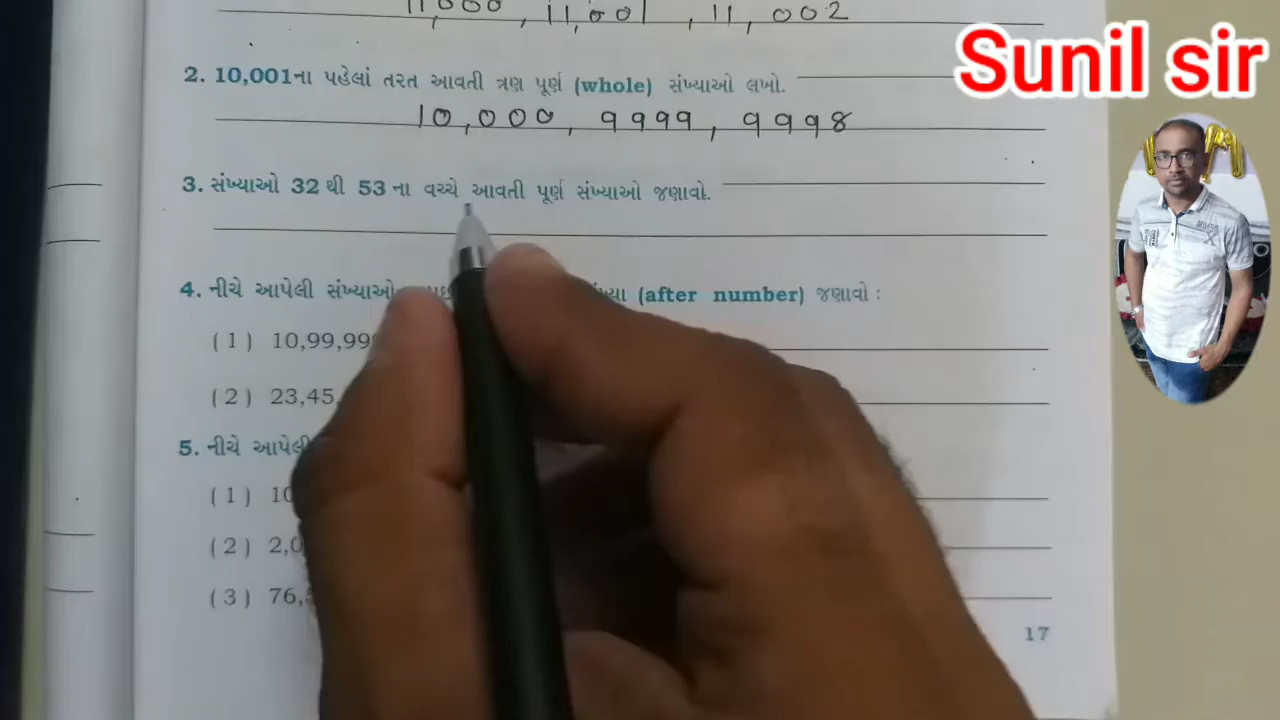 11,000 , 11,001 , 11,002
Sunil sir
2. 10,001ના પહેલાં તરત આવતી ત્રણ પૂર્ણ (whole) સંખ્યાઓ લખો.
10,000, 9999, 9998
3. સંખ્યાઓ 32 થી 53 ના વચ્ચે આવતી પૂર્ણ સંખ્યાઓ જણાવો.
4. નીચે આપેલી સંખ્યાઓ (after number) જણાવો :
(1) 10,99,99
(2) 23,45,
5. નીચે આપેલી
(1) 10
(2) 2,0
(3) 76,
17